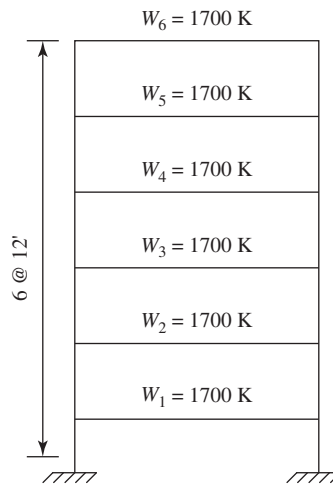 W₆ = 1700 K
W₅ = 1700 K
W₄ = 1700 K
W₃ = 1700 K
W₂ = 1700 K
W₁ = 1700 K
6 @ 12'